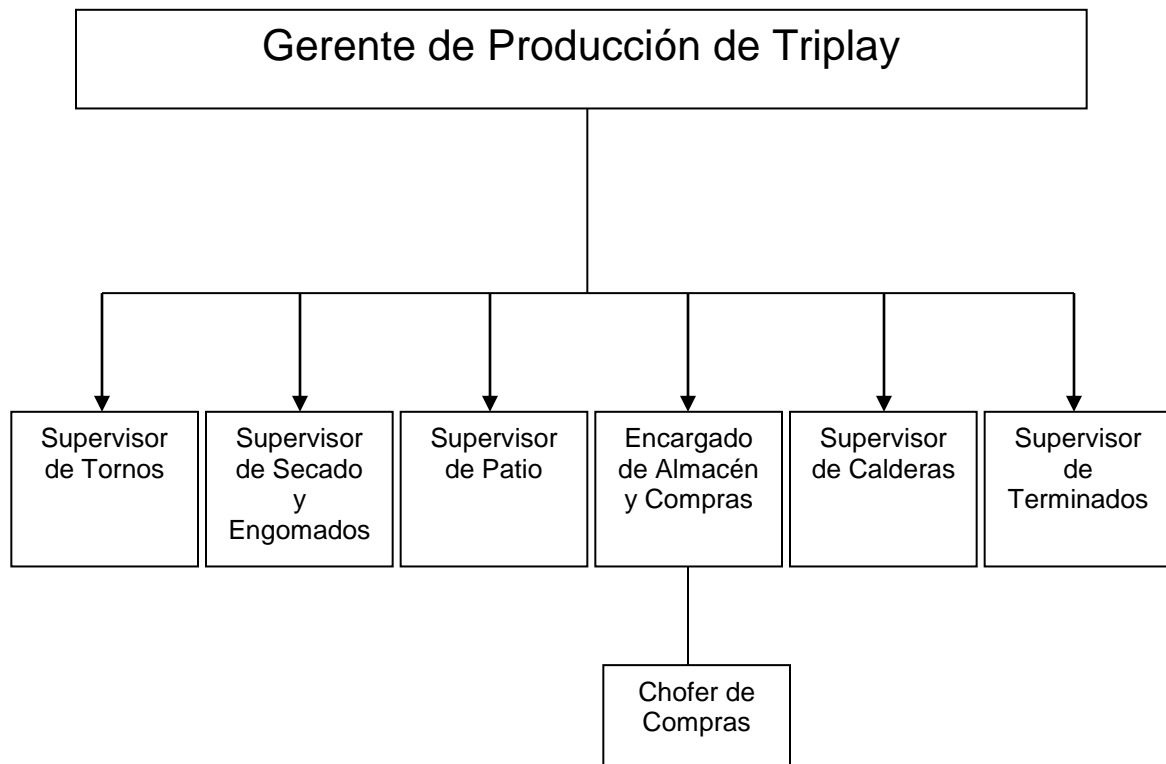 Gerente de Producción de Triplay
Supervisor
de Tornos
Supervisor
de Secado
y
Engomados
Supervisor
de Patio
Encargado
de Almacén
y Compras
Supervisor
de Calderas
Supervisor
de
Terminados
Chofer de
Compras